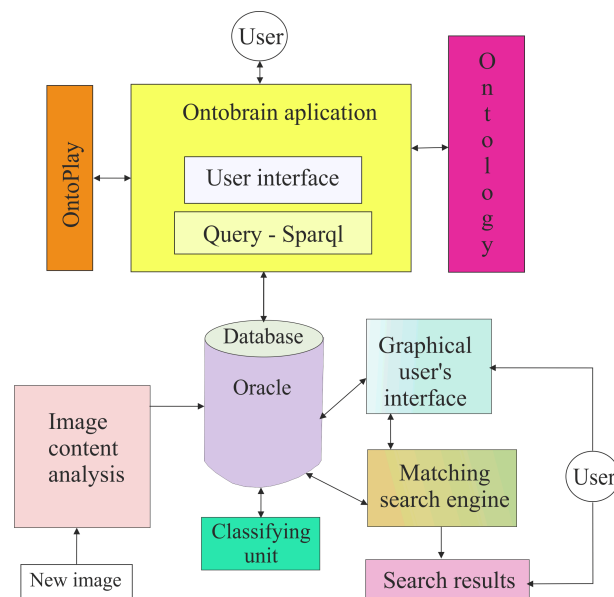 User
Ontobrain aplication
OntoPlay
User interface
Query - Sparql
Ontology
Database
Oracle
Graphical
user's
interface
Image
content
analysis
Matching
search engine
User
Classifying
unit
New image
Search results